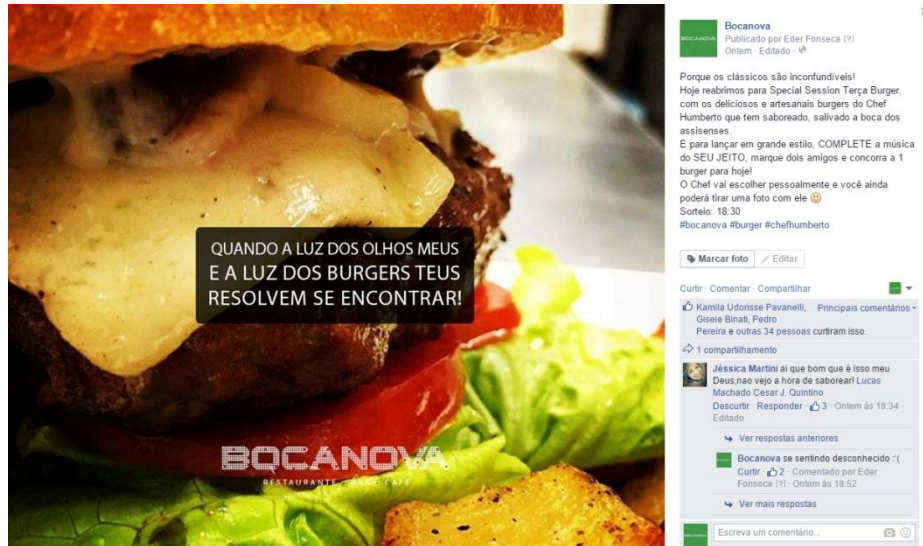 QUANDO A LUZ DOS OLHOS MEUS
E A LUZ DOS BURGERS TEUS
RESOLVEM SE ENCONTRAR!
BOCANOVA
RESTAURANTE
CAFÉ
BOCANOVA
Bocanova
Publicado por Eder Fonseca [?]
Ontem · Editado ·
Porque os clássicos são inconfundíveis!
Hoje reabrimos para Special Session Terça Burger,
com os deliciosos e artesanais burgers do Chef
Humberto que tem saboreado, salivado a boca dos
assisenses.
E para lançar em grande estilo, COMPLETE a música
do SEU JEITO, marque dois amigos e concorra a 1
burger para hoje!
O Chef vai escolher pessoalmente e você ainda
poderá tirar uma foto com ele
Sorteio: 18:30
#bocanova #burger #chefhumberto
Marcar foto
Editar
Curtir · Comentar · Compartilhar
Kamila Udorisse Pavanelli,
Principais comentários
Gisele Binati, Pedro
Pereira e outras 34 pessoas curtiram isso.
1 compartilhamento
Jéssica Martini ai que bom que è isso meu
Deus,nao vejo a hora de saborear! Lucas
Machado Cesar J. Quintino
Descurtir · Responder · 3 · Ontem às 18:34 ·
Editado
Ver respostas anteriores
Bocanova se sentindo desconhecido :'(
Curtir · 2 · Comentado por Eder
Fonseca [?] · Ontem às 18:52
Ver mais respostas
Escreva um comentário...